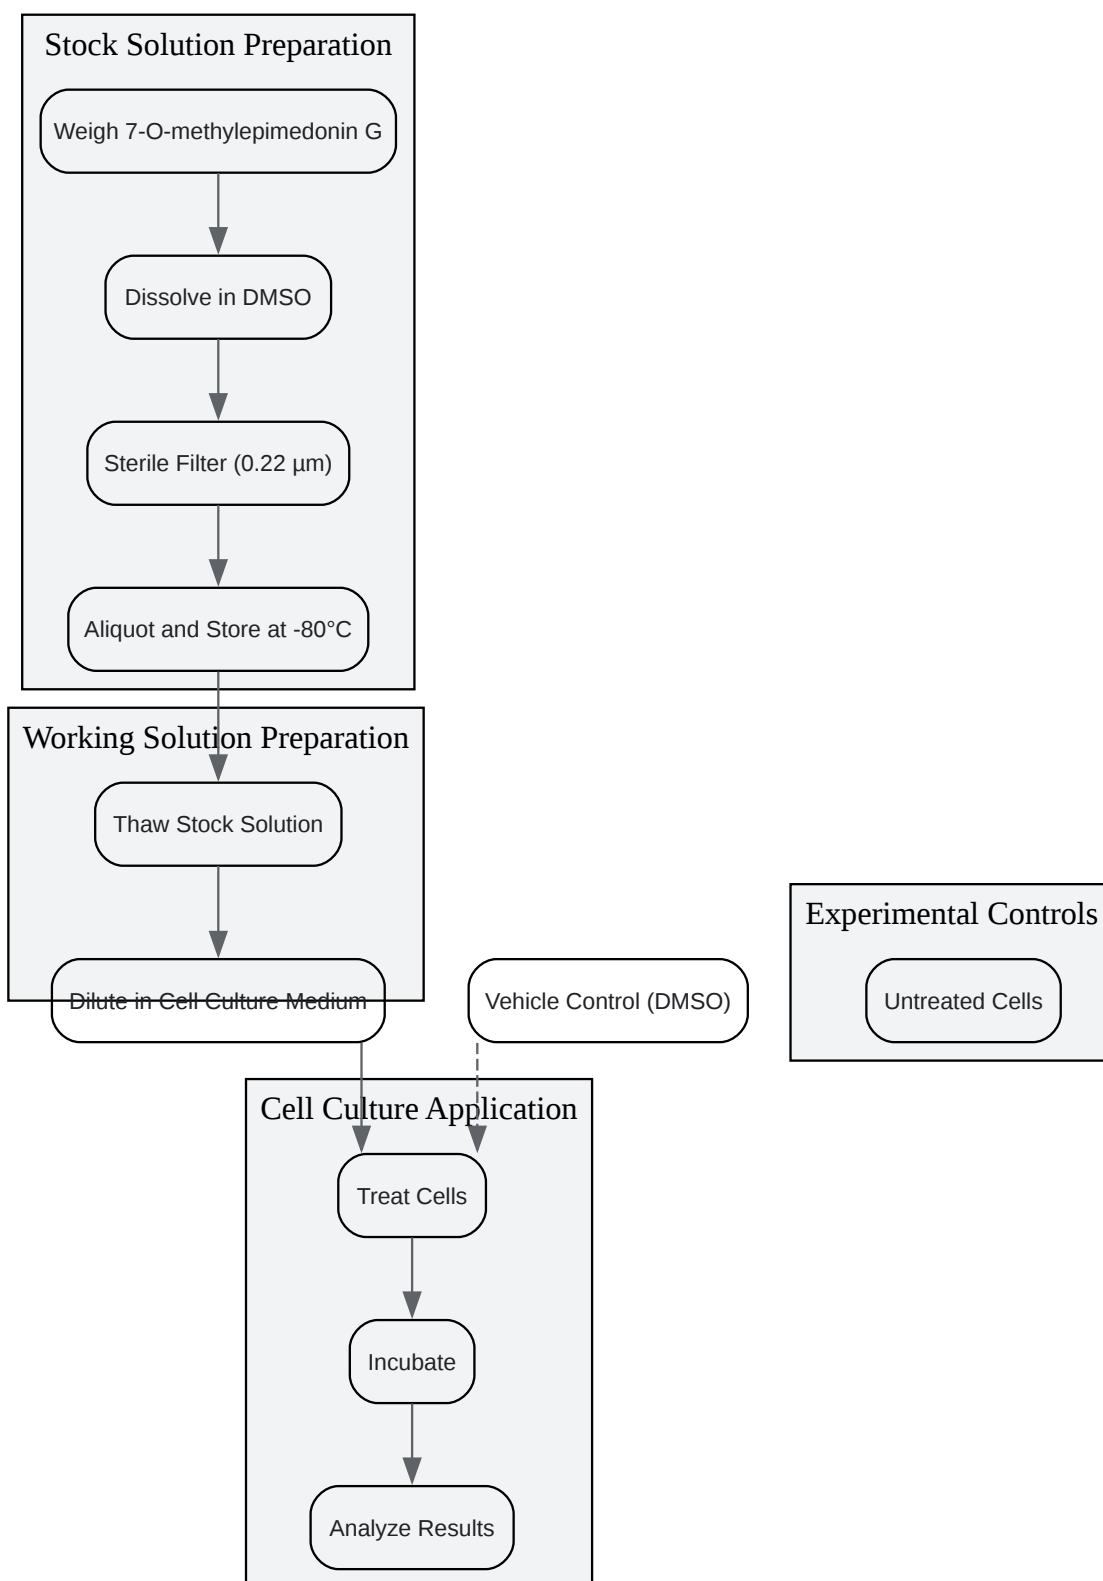 Stock Solution Preparation
Weigh 7-O-methylepimedonin G
Dissolve in DMSO
Sterile Filter (0.22 µm)
Aliquot and Store at -80°C
Working Solution Preparation
Thaw Stock Solution
Dilute in Cell Culture Medium
Vehicle Control (DMSO)
Experimental Controls
Untreated Cells
Cell Culture Application
Treat Cells
Incubate
Analyze Results